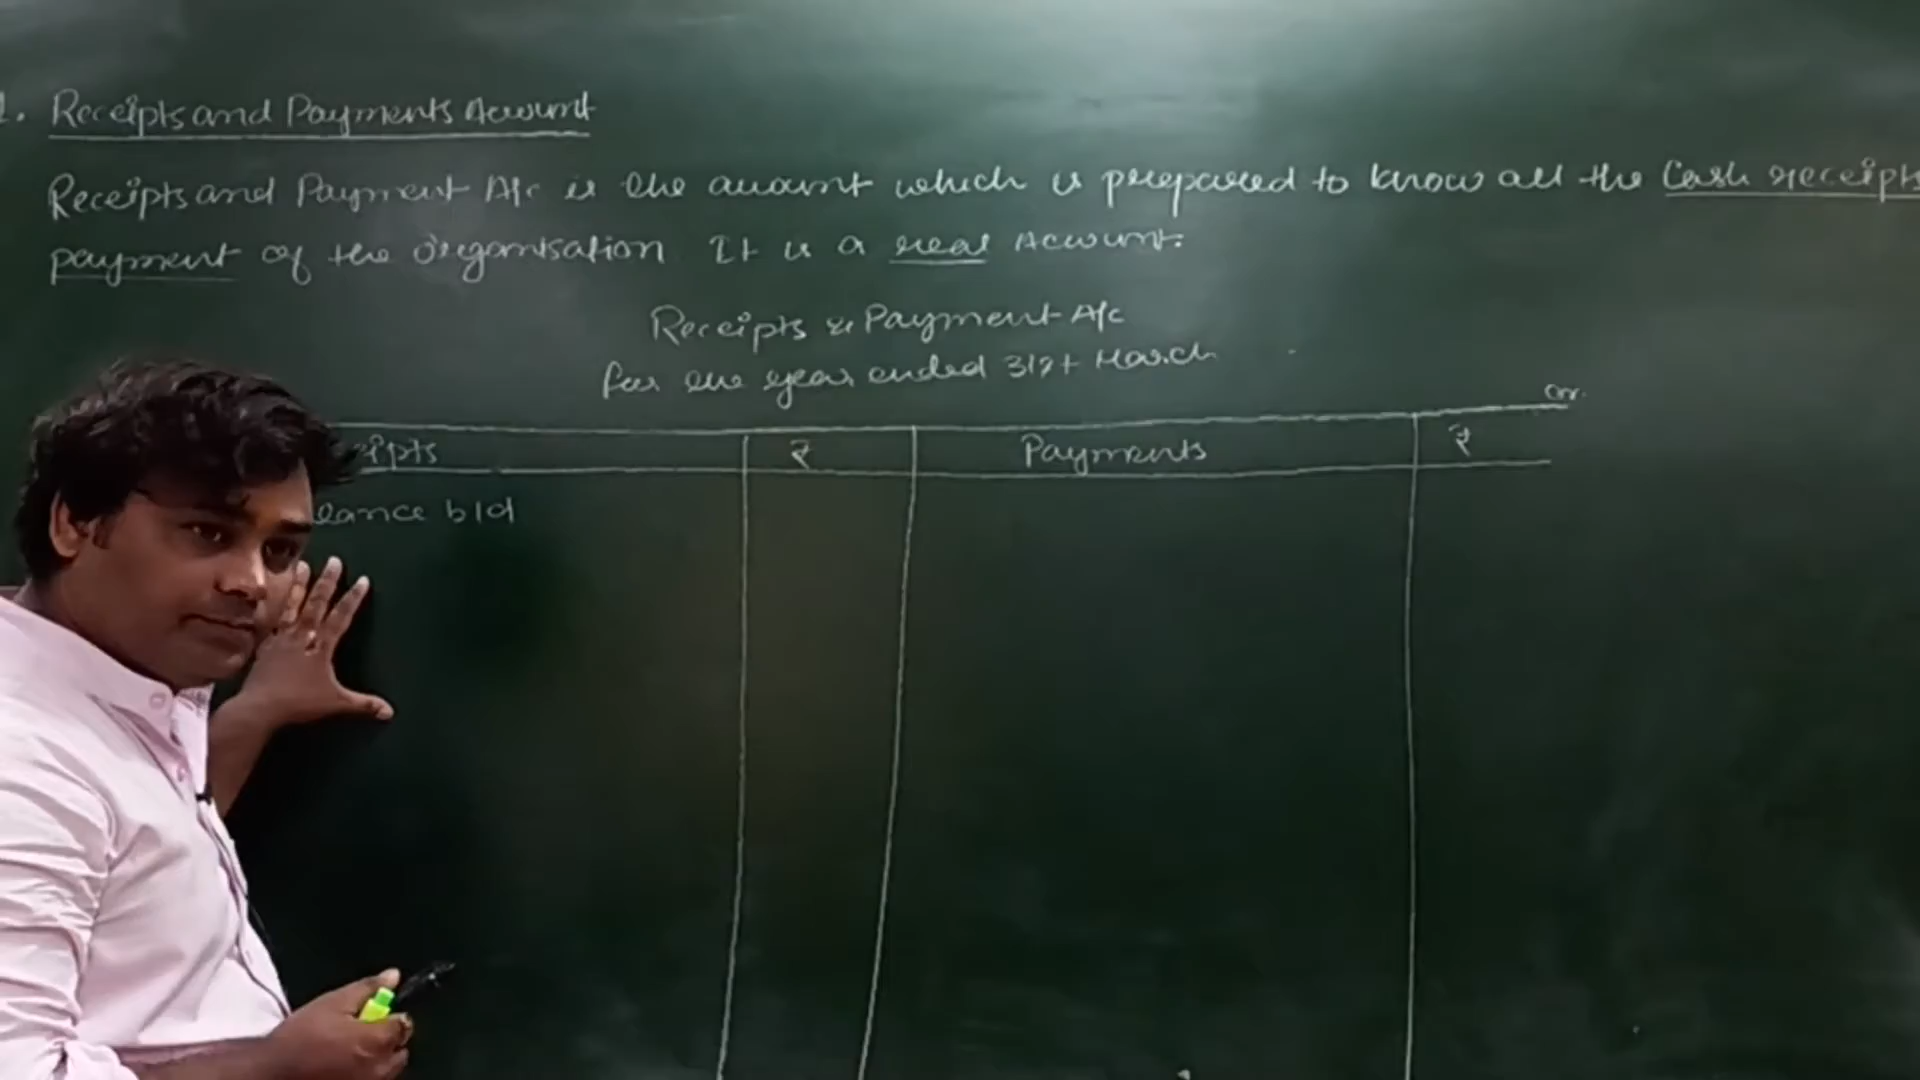 1. Receipts and Payments Account
Receipts and Payment A/c is the account which is prepared to know all the Cash receipts
payment of the organisation It is a real Account.
Receipts & Payment A/c
for the year ended 31st March
Cr.
eipts ₹ Payments ₹
lance b/d